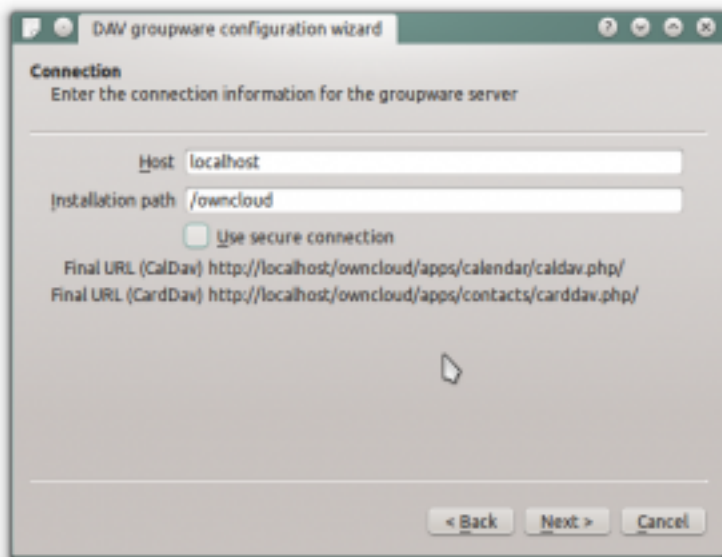 DAV groupware configuration wizard
Connection
Enter the connection information for the groupware server
Host localhost
Installation path /owncloud
Use secure connection
Final URL (CalDav) http://localhost/owncloud/apps/calendar/caldav.php/
Final URL (CardDav) http://localhost/owncloud/apps/contacts/carddav.php/
< Back Next > Cancel